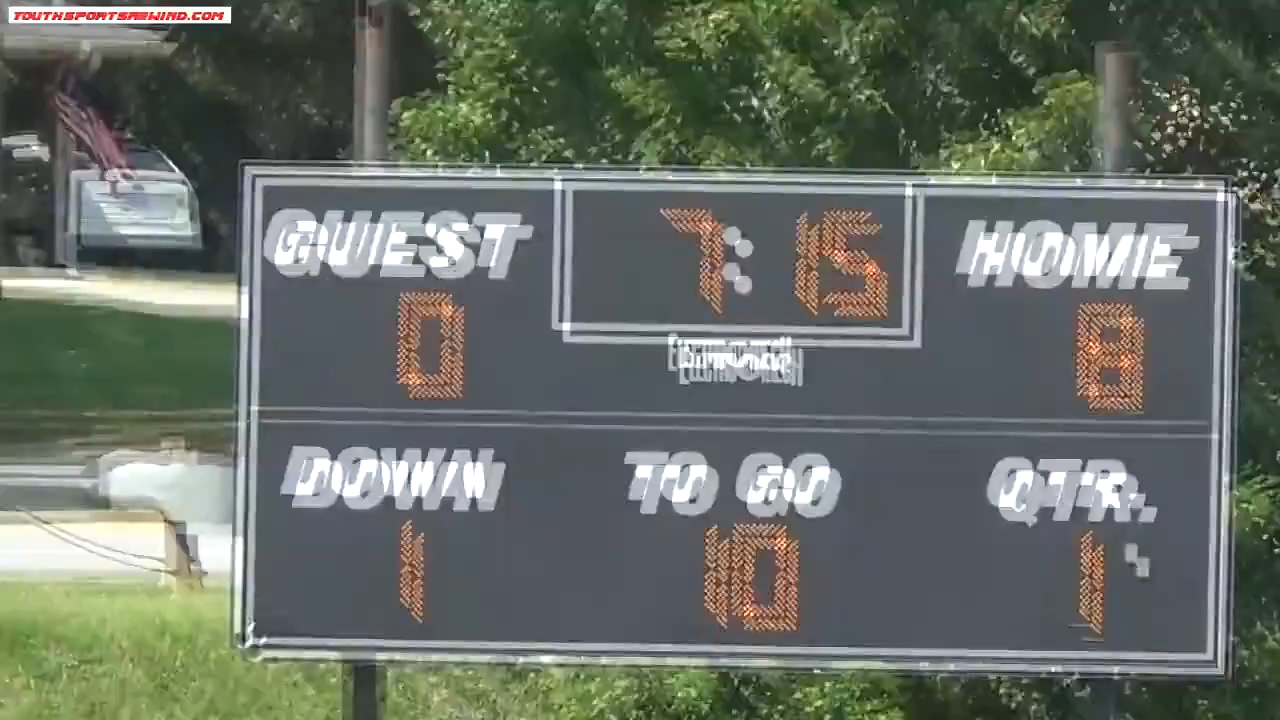 YOUTHSPORTSREWIND.COM
GUEST 7:15 HOME
0 8
DOWN TO GO QTR.
1 10 1